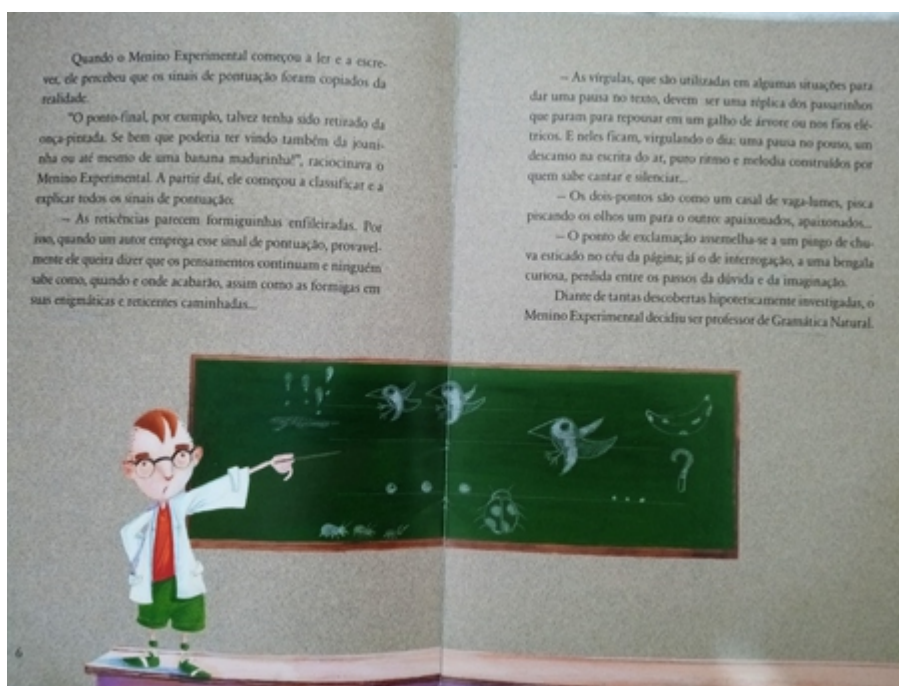 Quando o Menino Experimental começou a ler e a escre-
ver, ele percebeu que os sinais de pontuação foram copiados da
realidade.
"O ponto-final, por exemplo, talvez tenha sido retirado da
onça-pintada. Se bem que poderia ter vindo também da joani-
nha ou até mesmo de uma banana madurinha!", raciocinava o
Menino Experimental. A partir daí, ele começou a classificar e a
explicar todos os sinais de pontuação:
– As reticências parecem formiguinhas enfileiradas. Por
isso, quando um autor emprega esse sinal de pontuação, provavel-
mente ele queira dizer que os pensamentos continuam e ninguém
sabe como, quando e onde acabarão, assim como as formigas em
suas enigmáticas e reticentes caminhadas...
– As vírgulas, que são utilizadas em algumas situações para
dar uma pausa no texto, devem ser uma réplica dos passarinhos
que param para repousar em um galho de árvore ou nos fios elé-
tricos. E neles ficam, virgulando o dia: uma pausa no pouso, um
descanso na escrita do ar, puro ritmo e melodia construídos por
quem sabe cantar e silenciar...
– Os dois-pontos são como um casal de vaga-lumes, pisca
piscando os olhos um para o outro: apaixonados, apaixonados...
– O ponto de exclamação assemelha-se a um pingo de chu-
va esticado no céu da página; já o de interrogação, a uma bengala
curiosa, perdida entre os passos da dúvida e da imaginação.
Diante de tantas descobertas hipoteticamente investigadas, o
Menino Experimental decidiu ser professor de Gramática Natural.
! ! !
?
. . .
...
6